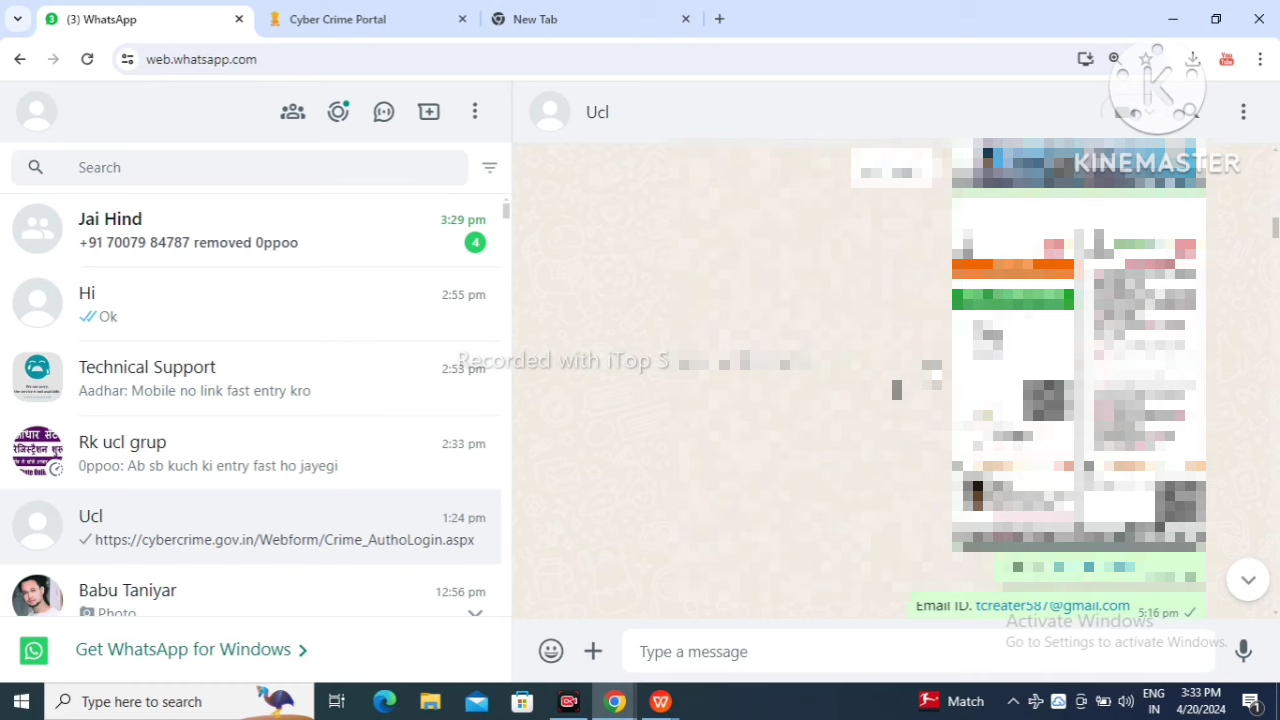 (3) WhatsApp
Cyber Crime Portal
New Tab
web.whatsapp.com
YOU
K
KINEMASTER
Ucl
Search
Jai Hind
3:29 pm
+91 70079 84787 removed 0ppoo
4
Hi
2:55 pm
Ok
Technical Support
2:53 pm
Aadhar: Mobile no link fast entry kro
Recorded with iTop S
Rk ucl grup
2:33 pm
0ppoo: Ab sb kuch ki entry fast ho jayegi
Ucl
1:24 pm
https://cybercrime.gov.in/Webform/Crime_AuthoLogin.aspx
Babu Taniyar
12:56 pm
Photo
Email ID. tcreater587@gmail.com
5:16 pm
Activate Windows
Go to Settings to activate Windows.
Get WhatsApp for Windows
Type a message
Type here to search
Match
ENG
IN
3:33 PM
4/20/2024